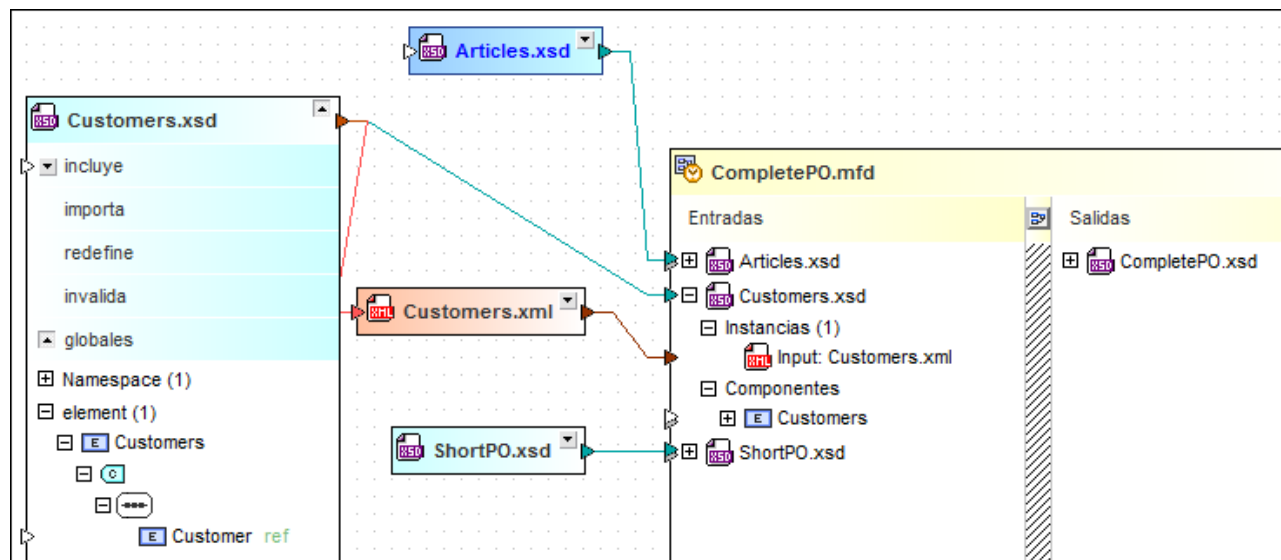 Articles.xsd
Customers.xsd
incluye
importa
redefine
invalida
globales
Namespace (1)
element (1)
E Customers
C
E Customer ref
Customers.xml
ShortPO.xsd
CompletePO.mfd
Entradas
Articles.xsd
Customers.xsd
Instancias (1)
Input: Customers.xml
Componentes
E Customers
ShortPO.xsd
Salidas
CompletePO.xsd